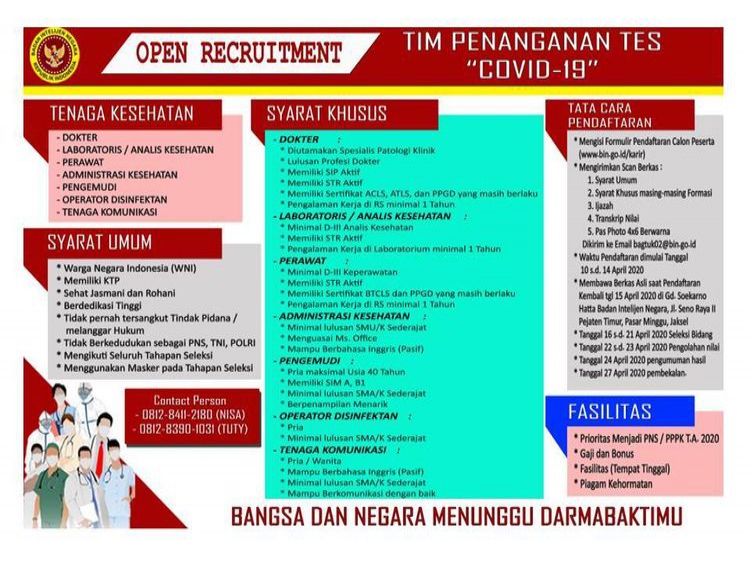 BADAN INTELIJEN NEGARA
REPUBLIK INDONESIA
OPEN RECRUITMENT
TIM PENANGANAN TES
“COVID-19”
TENAGA KESEHATAN
- DOKTER
- LABORATORIS / ANALIS KESEHATAN
- PERAWAT
- ADMINISTRASI KESEHATAN
- PENGEMUDI
- OPERATOR DISINFEKTAN
- TENAGA KOMUNIKASI
SYARAT UMUM
* Warga Negara Indonesia (WNI)
* Memiliki KTP
* Sehat Jasmani dan Rohani
* Berdedikasi Tinggi
* Tidak pernah tersangkut Tindak Pidana /
melanggar Hukum
* Tidak Berkedudukan sebagai PNS, TNI, POLRI
* Mengikuti Seluruh Tahapan Seleksi
* Menggunakan Masker pada Tahapan Seleksi
Contact Person
- 0812-8411-2180 (NISA)
- 0812-8390-1031 (TUTY)
SYARAT KHUSUS
- DOKTER :
* Diutamakan Spesialis Patologi Klinik
* Lulusan Profesi Dokter
* Memiliki SIP Aktif
* Memiliki STR Aktif
* Memiliki Sertifikat ACLS, ATLS, dan PPGD yang masih berlaku
* Pengalaman Kerja di RS minimal 1 Tahun
- LABORATORIS / ANALIS KESEHATAN :
* Minimal D-III Analis Kesehatan
* Memiliki STR Aktif
* Pengalaman Kerja di Laboratorium minimal 1 Tahun
- PERAWAT :
* Minimal D-III Keperawatan
* Memiliki STR Aktif
* Memiliki Sertifikat BTCLS dan PPGD yang masih berlaku
* Pengalaman Kerja di RS minimal 1 Tahun
- ADMINISTRASI KESEHATAN :
* Minimal lulusan SMU/K Sederajat
* Menguasai Ms. Office
* Mampu Berbahasa Inggris (Pasif)
- PENGEMUDI :
* Pria maksimal Usia 40 Tahun
* Memiliki SIM A, B1
* Minimal lulusan SMA/K Sederajat
* Berpenampilan Menarik
- OPERATOR DISINFEKTAN :
* Pria
* Minimal lulusan SMA/K Sederajat
- TENAGA KOMUNIKASI :
* Pria / Wanita
* Mampu Berbahasa Inggris (Pasif)
* Minimal lulusan SMA/K Sederajat
* Mampu Berkomunikasi dengan baik
TATA CARA
PENDAFTARAN
* Mengisi Formulir Pendaftaran Calon Peserta
(www.bin-go.id/karir)
* Mengirimkan Scan Berkas :
1. Syarat Umum
2. Syarat Khusus masing-masing Formasi
3. Ijazah
4. Transkrip Nilai
5. Pas Photo 4x6 Berwarna
Dikirim ke Email bagtuk02@bin-go.id
* Waktu Pendaftaran dimulai Tanggal
10 s.d. 14 April 2020
* Membawa Berkas Asli saat Pendaftaran
Kembali tgl 15 April 2020 di Gd. Soekarno
Hatta Badan Intelijen Negara, Jl- Seno Raya II
Pejaten Timur, Pasar Minggu, Jaksel
* Tanggal 16 sd. 21 April 2020 Seleksi Bidang
* Tanggal 22 sd. 23 April 2020 Pengolahan nilai
* Tanggal 24 April 2020 pengumuman hasil
* Tanggal 27 April 2020 pembekalan.
FASILITAS
* Prioritas Menjadi PNS / PPPK T.A. 2020
* Gaji dan Bonus
* Fasilitas (Tempat Tinggal)
* Piagam Kehormatan
BANGSA DAN NEGARA MENUNGGU DARMABAKTIMU